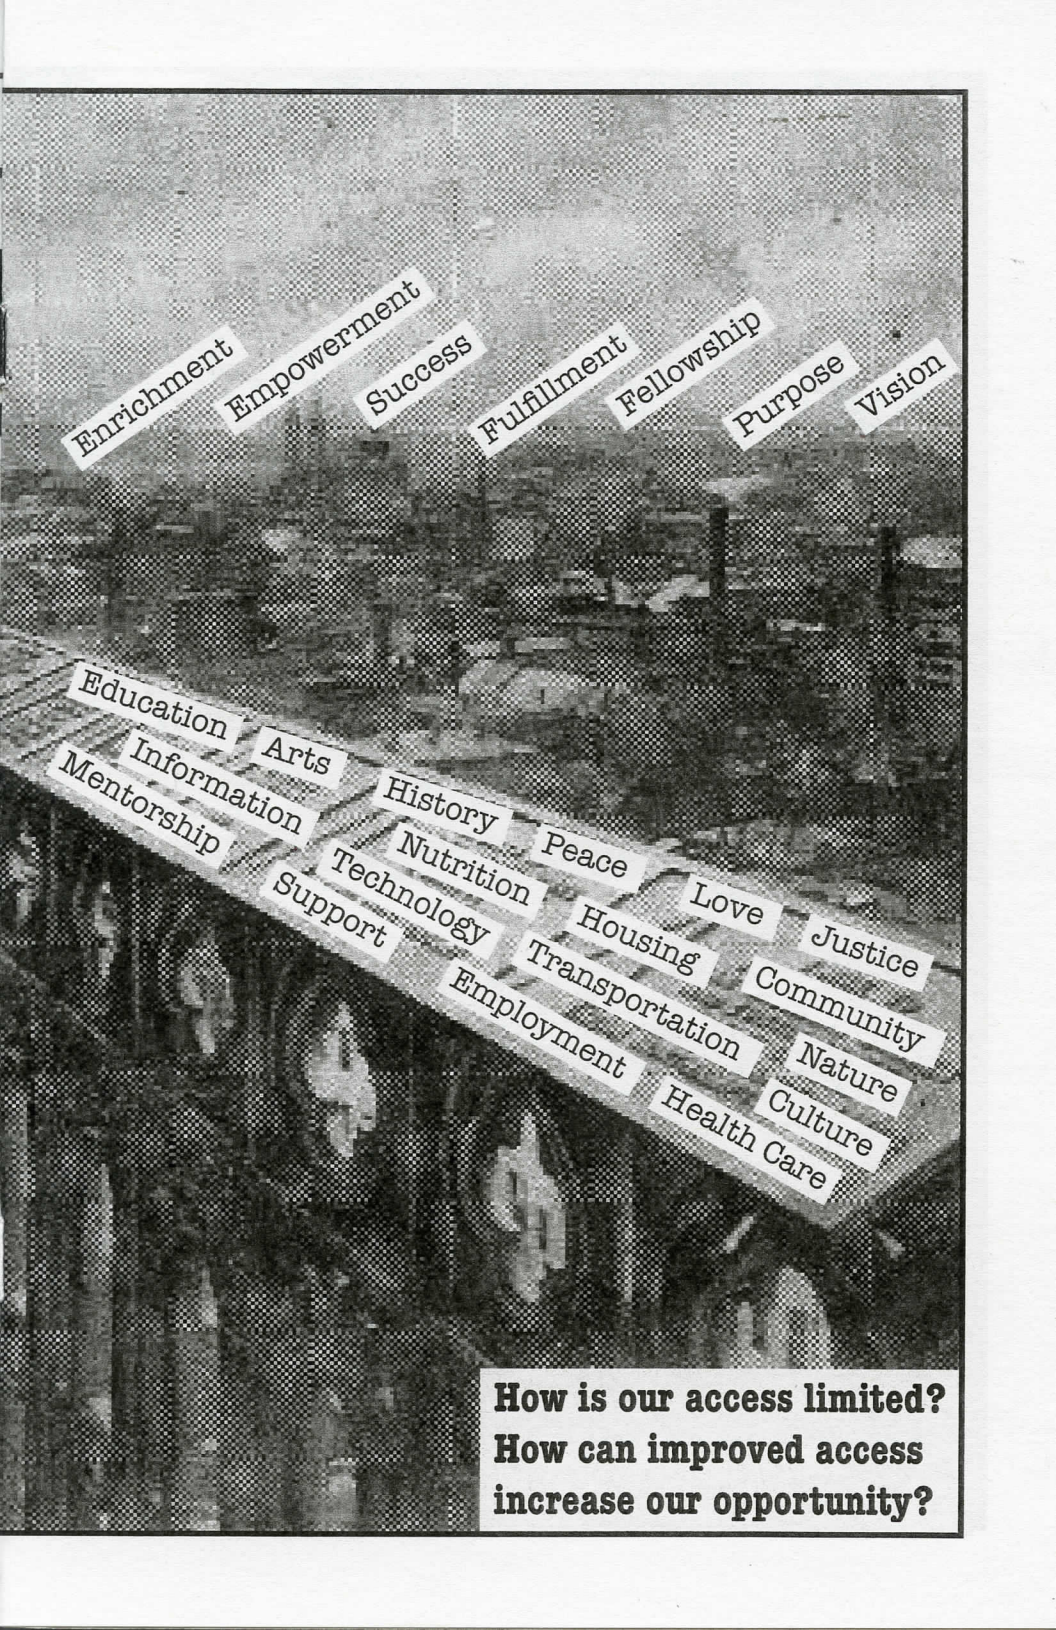 Enrichment
Empowerment
Success
Fulfillment
Fellowship
Purpose
Vision
Education
Arts
History
Peace
Love
Justice
Information
Nutrition
Housing
Community
Mentorship
Technology
Transportation
Nature
Support
Employment
Culture
Health Care
How is our access limited?
How can improved access
increase our opportunity?